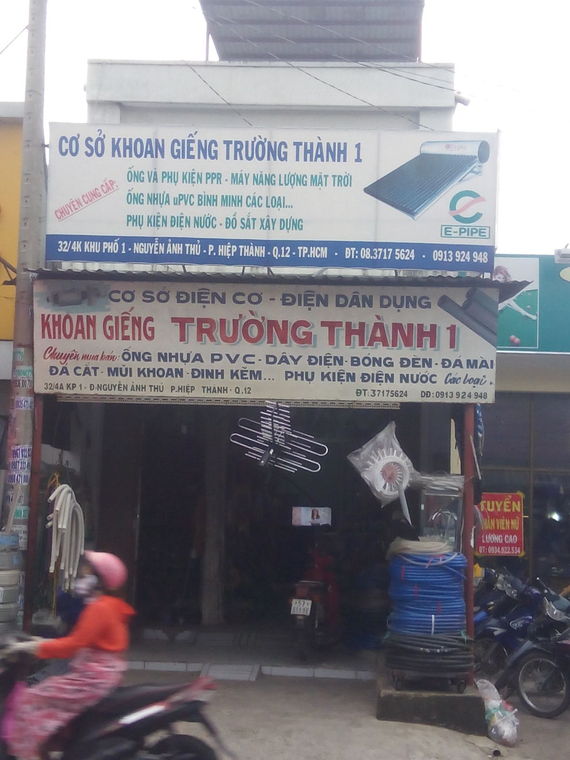 CƠ SỞ KHOAN GIẾNG TRƯỜNG THÀNH 1
CHUYÊN CUNG CẤP:
ỐNG VÀ PHỤ KIỆN PPR - MÁY NĂNG LƯỢNG MẶT TRỜI
ỐNG NHỰA uPVC BÌNH MINH CÁC LOẠI...
PHỤ KIỆN ĐIỆN NƯỚC - ĐỒ SẮT XÂY DỰNG
E-PIPE
32/4K KHU PHỐ 1 - NGUYỄN ẢNH THỦ - P. HIỆP THÀNH - Q.12 - TP.HCM - ĐT: 08.3717 5624 - 0913 924 948
CƠ SỞ ĐIỆN CƠ - ĐIỆN DÂN DỤNG
KHOAN GIẾNG TRƯỜNG THÀNH 1
Chuyên mua bán: ỐNG NHỰA PVC - DÂY ĐIỆN - BÓNG ĐÈN - ĐÁ MÀI
ĐÁ CẮT - MŨI KHOAN - ĐINH KẼM... PHỤ KIỆN ĐIỆN NƯỚC Các loại
32/4A KP 1 - Đ-NGUYỄN ẢNH THỦ P.HIỆP THÀNH - Q.12 ĐT:37175624 DĐ:0913 924 948
TUYỂN
NHÂN VIÊN NỮ
LƯƠNG CAO
ĐT: 0934.022.534